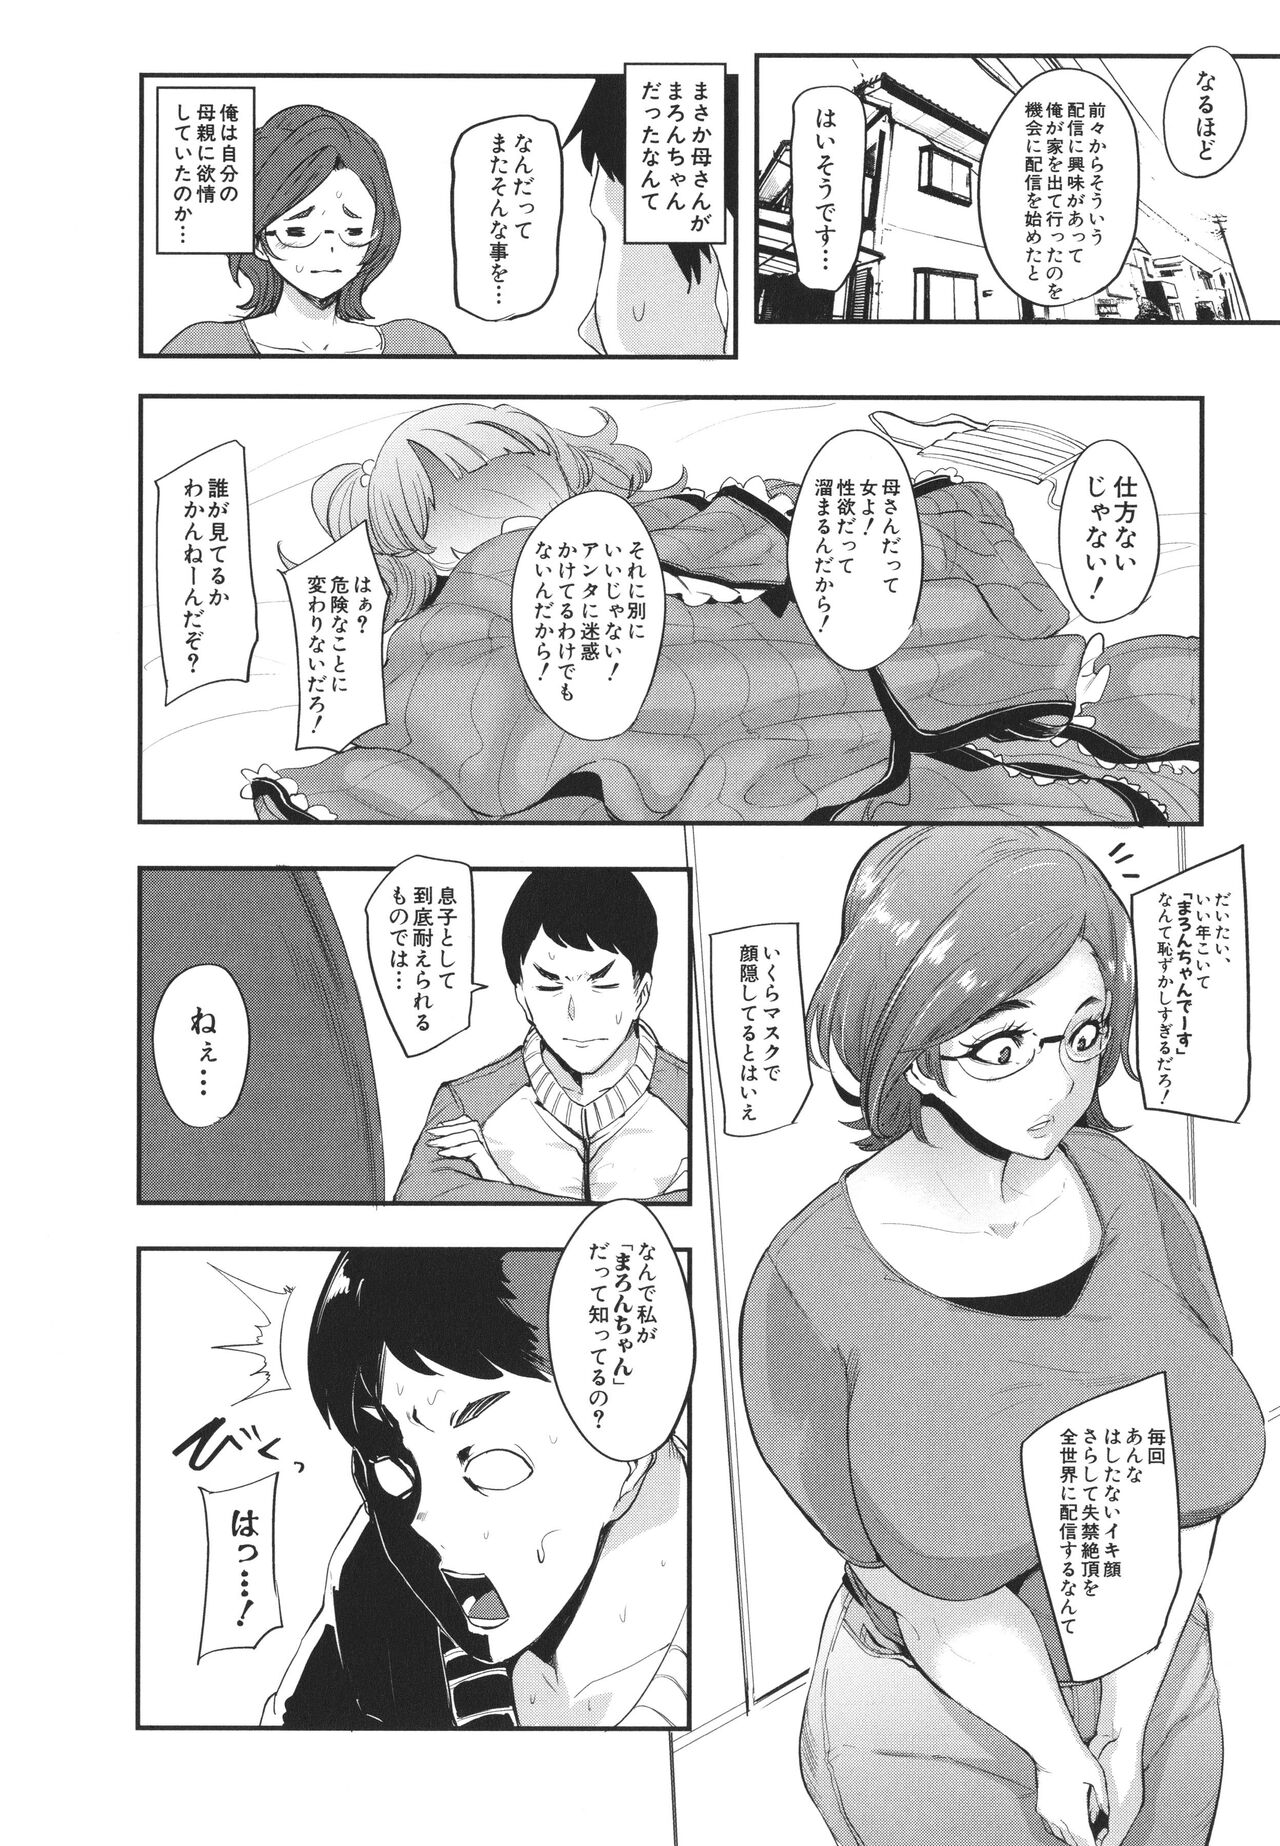 なるほど
前々からそういう
配信に興味があって
俺が家を出て行ったのを
機会に配信を始めたと
はいそうです…
まさか母さんが
まろんちゃん
だったなんて
なんだって
またそんな事を…
俺は自分の
母親に欲情
していたのか…
仕方ない
じゃない！
母さんだって
女よ！
性欲だって
溜まるんだから！
それに別に
いいじゃない！
アンタに迷惑
かけてるわけでも
ないんだから！
はぁ？
危険なことに
変わりないだろ！
誰が見てるか
わかんねーんだぞ？
だいたい、
いい年こいて
「まろんちゃんでーす」
なんて恥ずかしすぎるだろ！
いくらマスクで
顔隠してるとはいえ
毎回
あんな
はしたないイキ顔
さらして失禁絶頂を
全世界に配信するなんて
息子として
到底耐えられる
ものでは…
ねぇ…
なんで私が
「まろんちゃん」
だって知ってるの？
びくっ
はっ…！